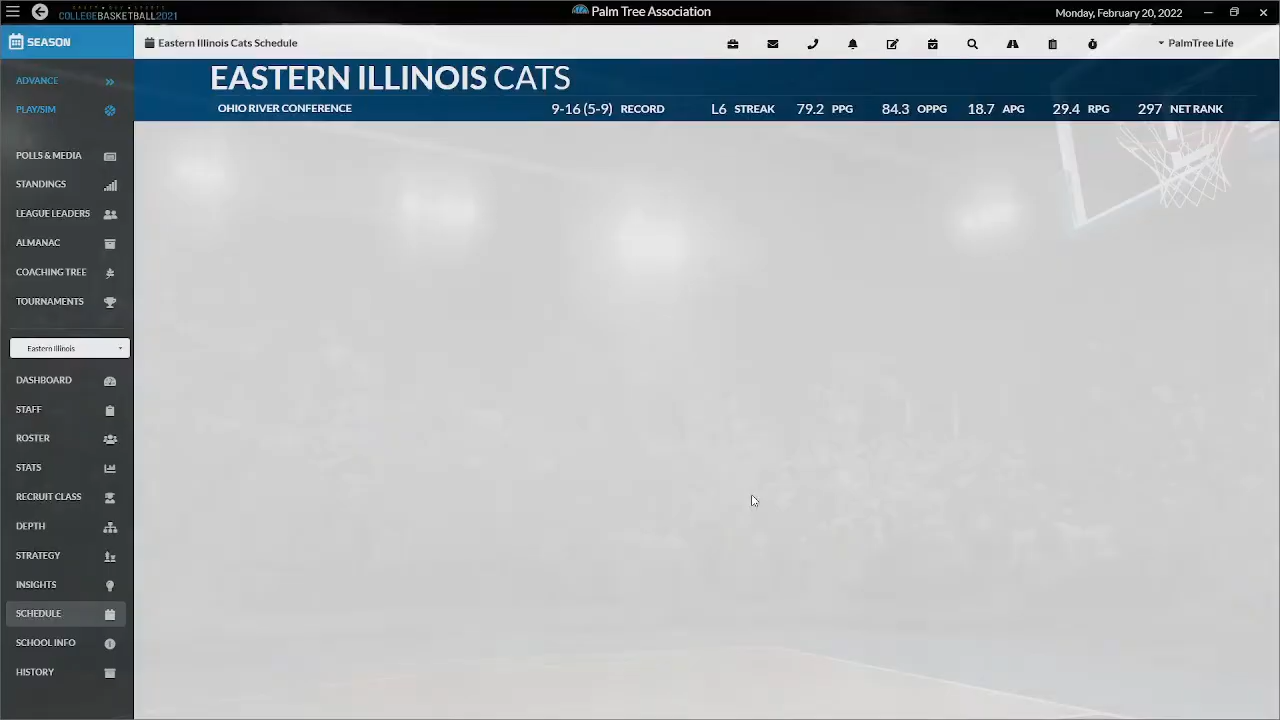 DRAFT DAY SPORTS
COLLEGE BASKETBALL 2021
Palm Tree Association
Monday, February 20, 2022
SEASON
Eastern Illinois Cats Schedule
PalmTree Life
EASTERN ILLINOIS CATS
OHIO RIVER CONFERENCE
9-16 (5-9) RECORD
L6 STREAK
79.2 PPG
84.3 OPPG
18.7 APG
29.4 RPG
297 NET RANK
ADVANCE
PLAY/SIM
POLLS & MEDIA
STANDINGS
LEAGUE LEADERS
ALMANAC
COACHING TREE
TOURNAMENTS
Eastern Illinois
DASHBOARD
STAFF
ROSTER
STATS
RECRUIT CLASS
DEPTH
STRATEGY
INSIGHTS
SCHEDULE
SCHOOL INFO
HISTORY